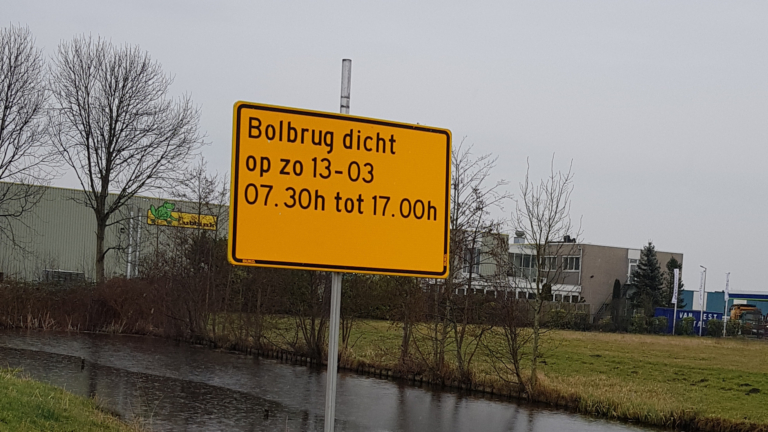 Bolbrug dicht
op zo 13-03
07.30h tot 17.00h